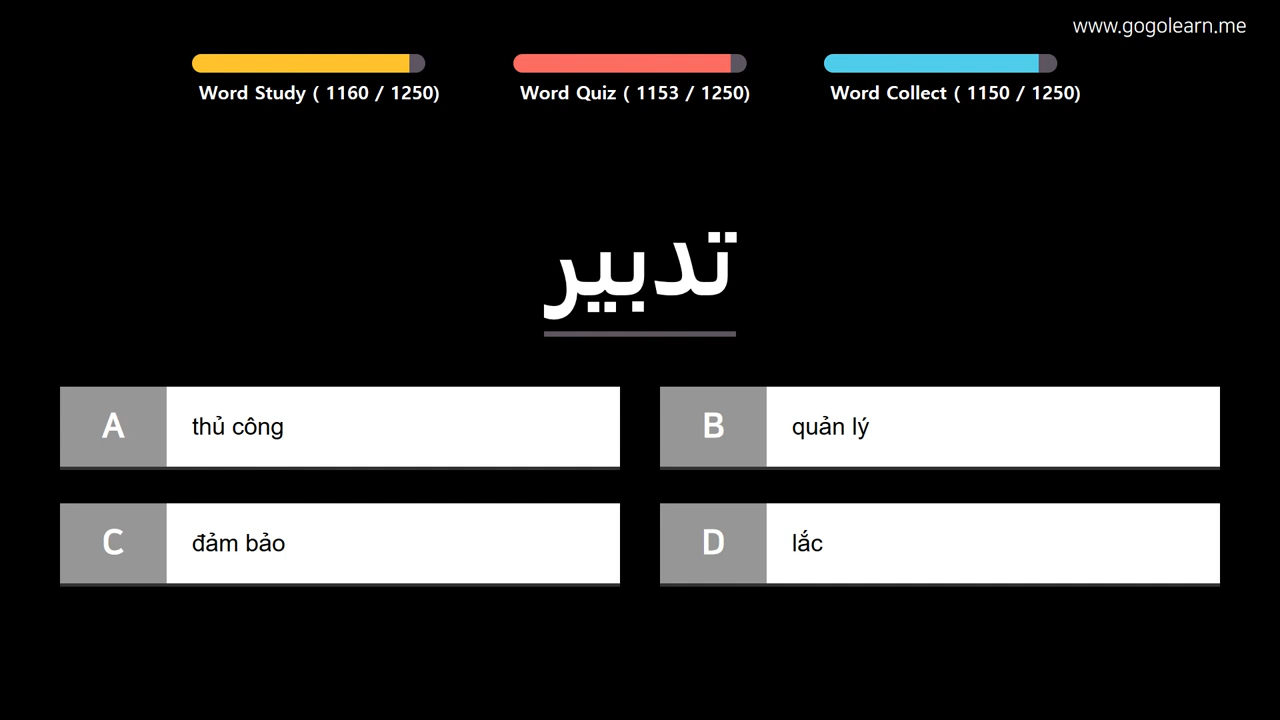 www.gogolearn.me
Word Study ( 1160 / 1250)
Word Quiz ( 1153 / 1250)
Word Collect ( 1150 / 1250)
تدبير
A thủ công
B quản lý
C đảm bảo
D lắc